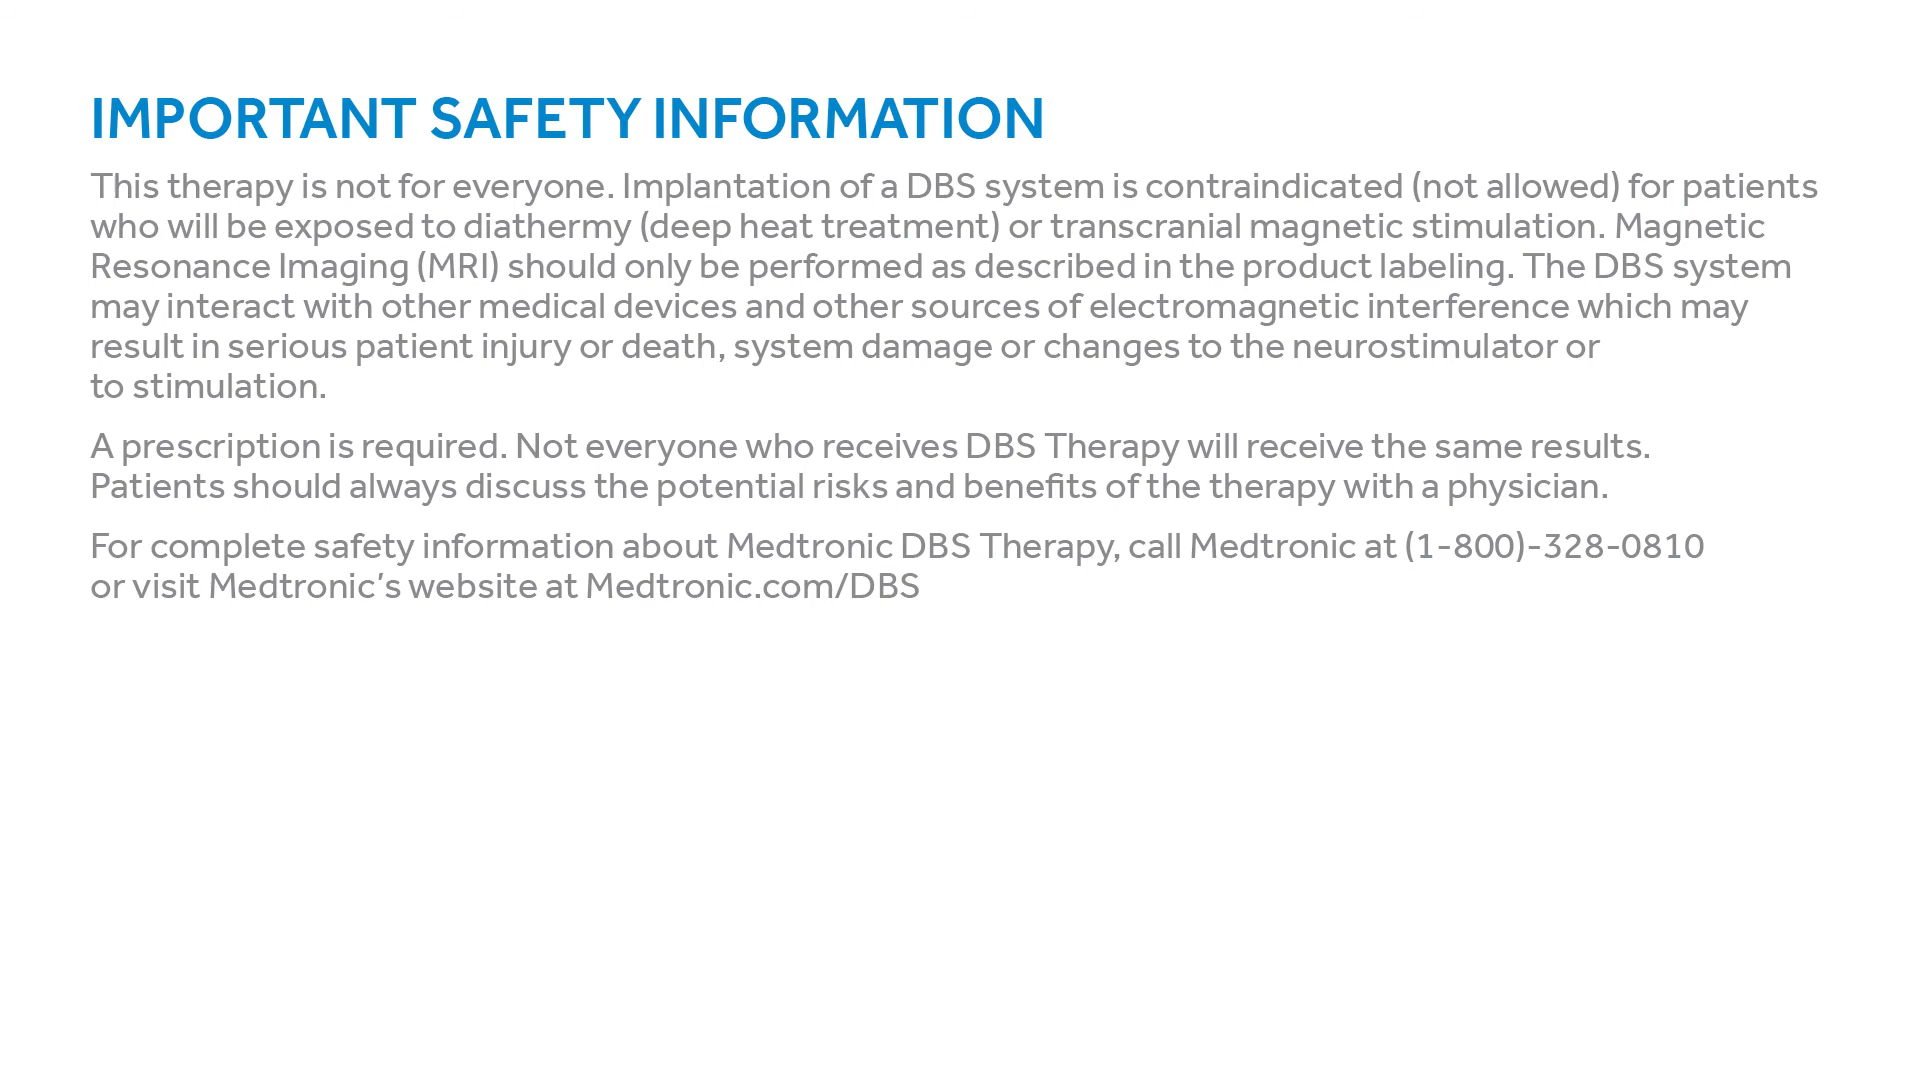 IMPORTANT SAFETY INFORMATION
This therapy is not for everyone. Implantation of a DBS system is contraindicated (not allowed) for patients
who will be exposed to diathermy (deep heat treatment) or transcranial magnetic stimulation. Magnetic
Resonance Imaging (MRI) should only be performed as described in the product labeling. The DBS system
may interact with other medical devices and other sources of electromagnetic interference which may
result in serious patient injury or death, system damage or changes to the neurostimulator or
to stimulation.
A prescription is required. Not everyone who receives DBS Therapy will receive the same results.
Patients should always discuss the potential risks and benefits of the therapy with a physician.
For complete safety information about Medtronic DBS Therapy, call Medtronic at (1-800)-328-0810
or visit Medtronic’s website at Medtronic.com/DBS